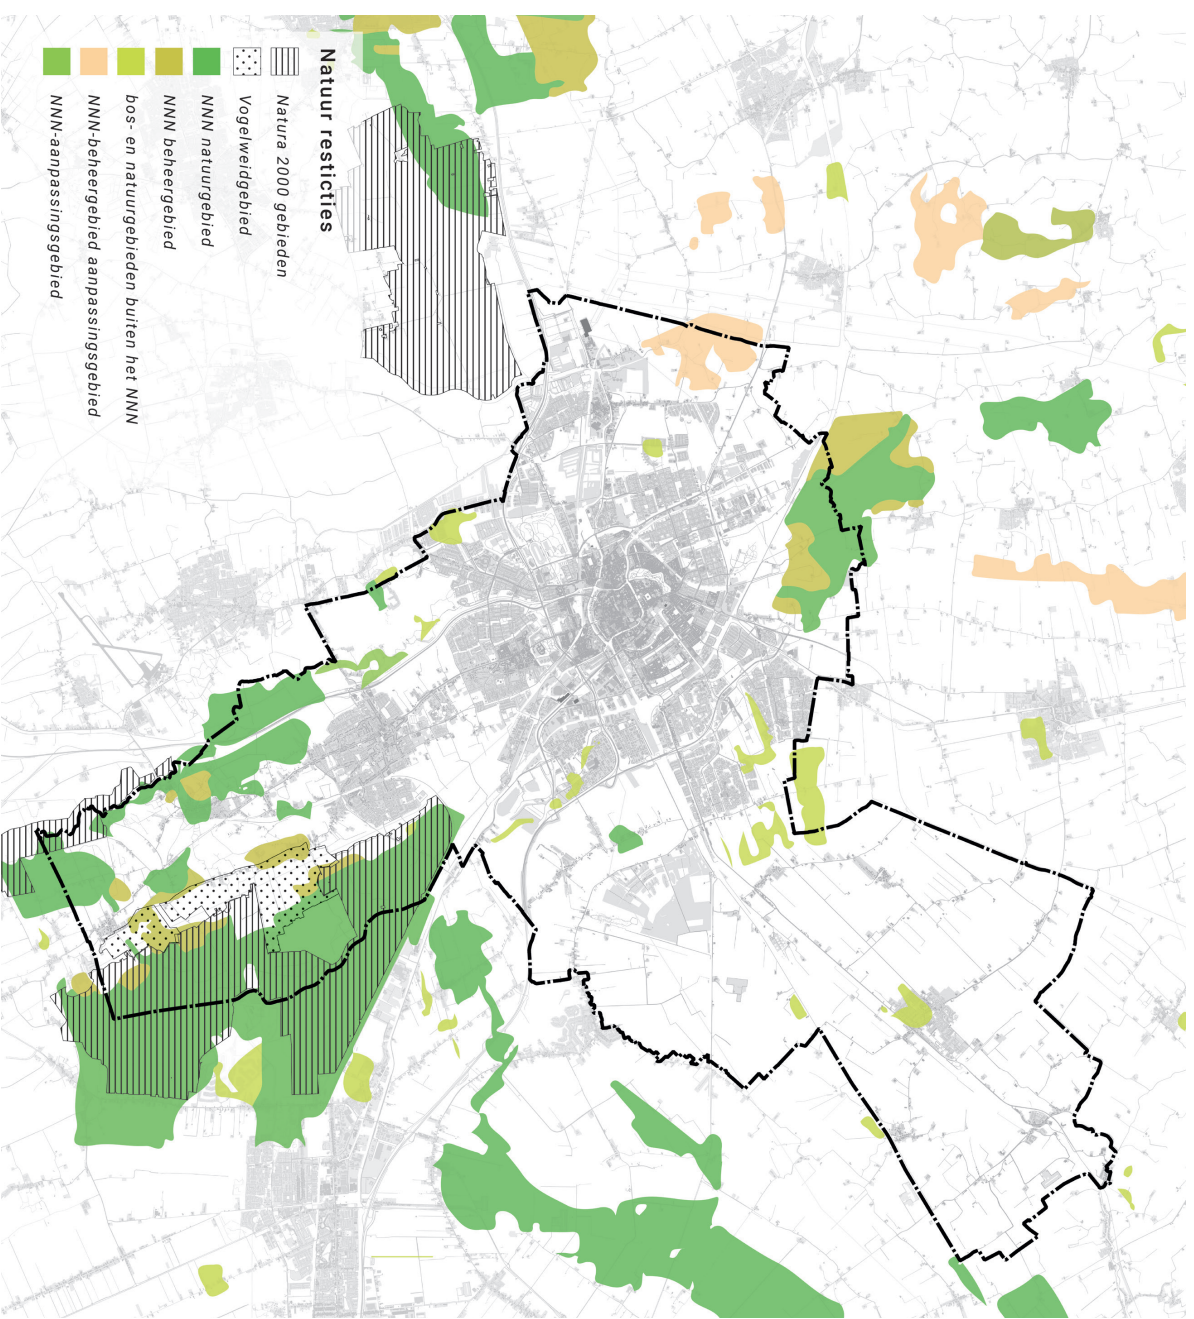 Natuur resticties
Natura 2000 gebieden
Vogelweidgebied
NNN natuurgebied
NNN beheergebied
bos- en natuurgebieden buiten het NNN
NNN-beheergebied aanpassingsgebied
NNN-aanpassingsgebied